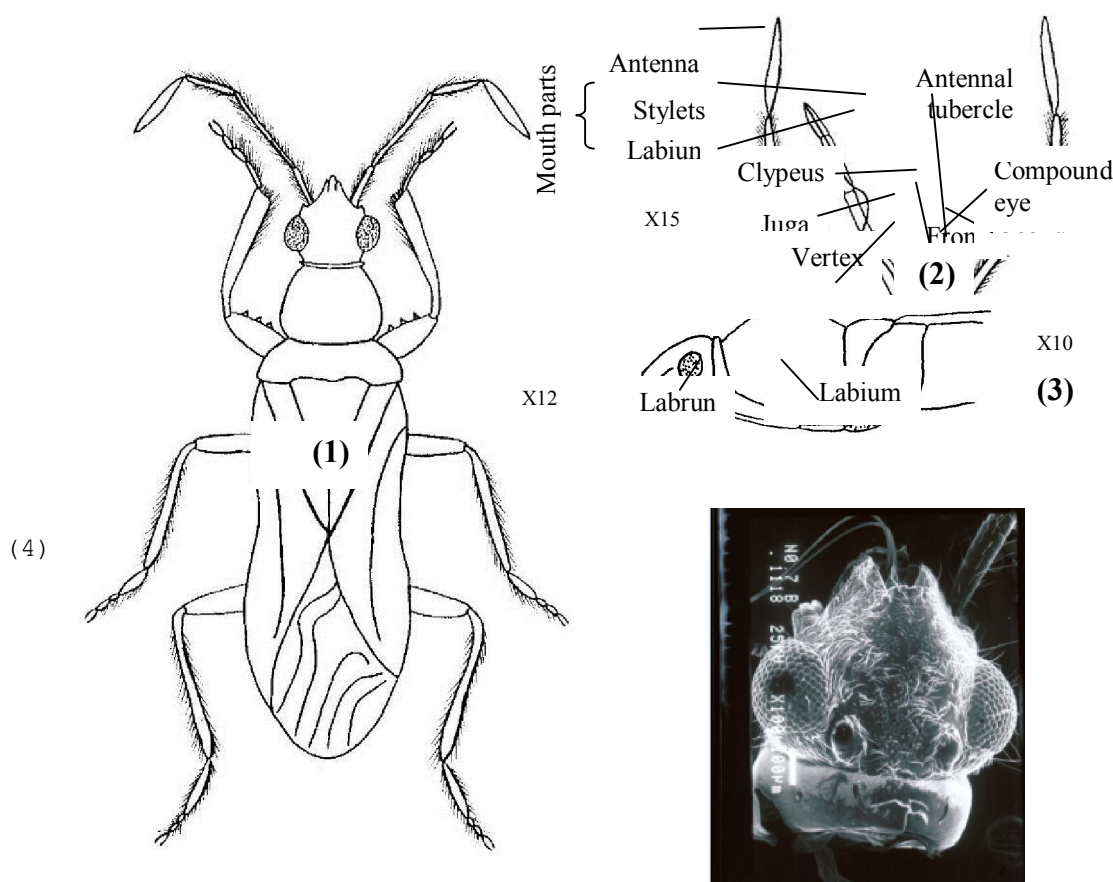 Mouth parts
Antenna
Stylets
Labiun
Antennal
tubercle
Clypeus
Compound
eye
X15
Juga
Vertex
Fron
(2)
X10
X12
Labrun
Labium
(3)
(1)
(4)